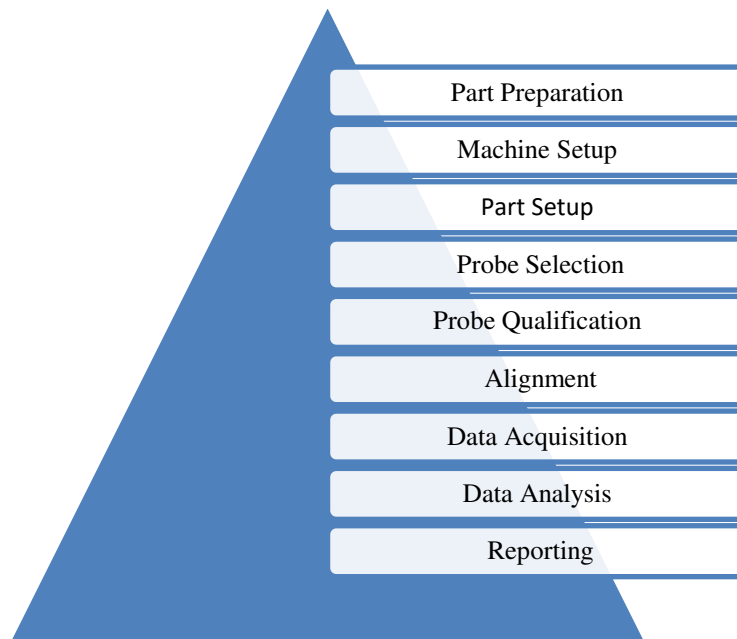 Part Preparation
Machine Setup
Part Setup
Probe Selection
Probe Qualification
Alignment
Data Acquisition
Data Analysis
Reporting